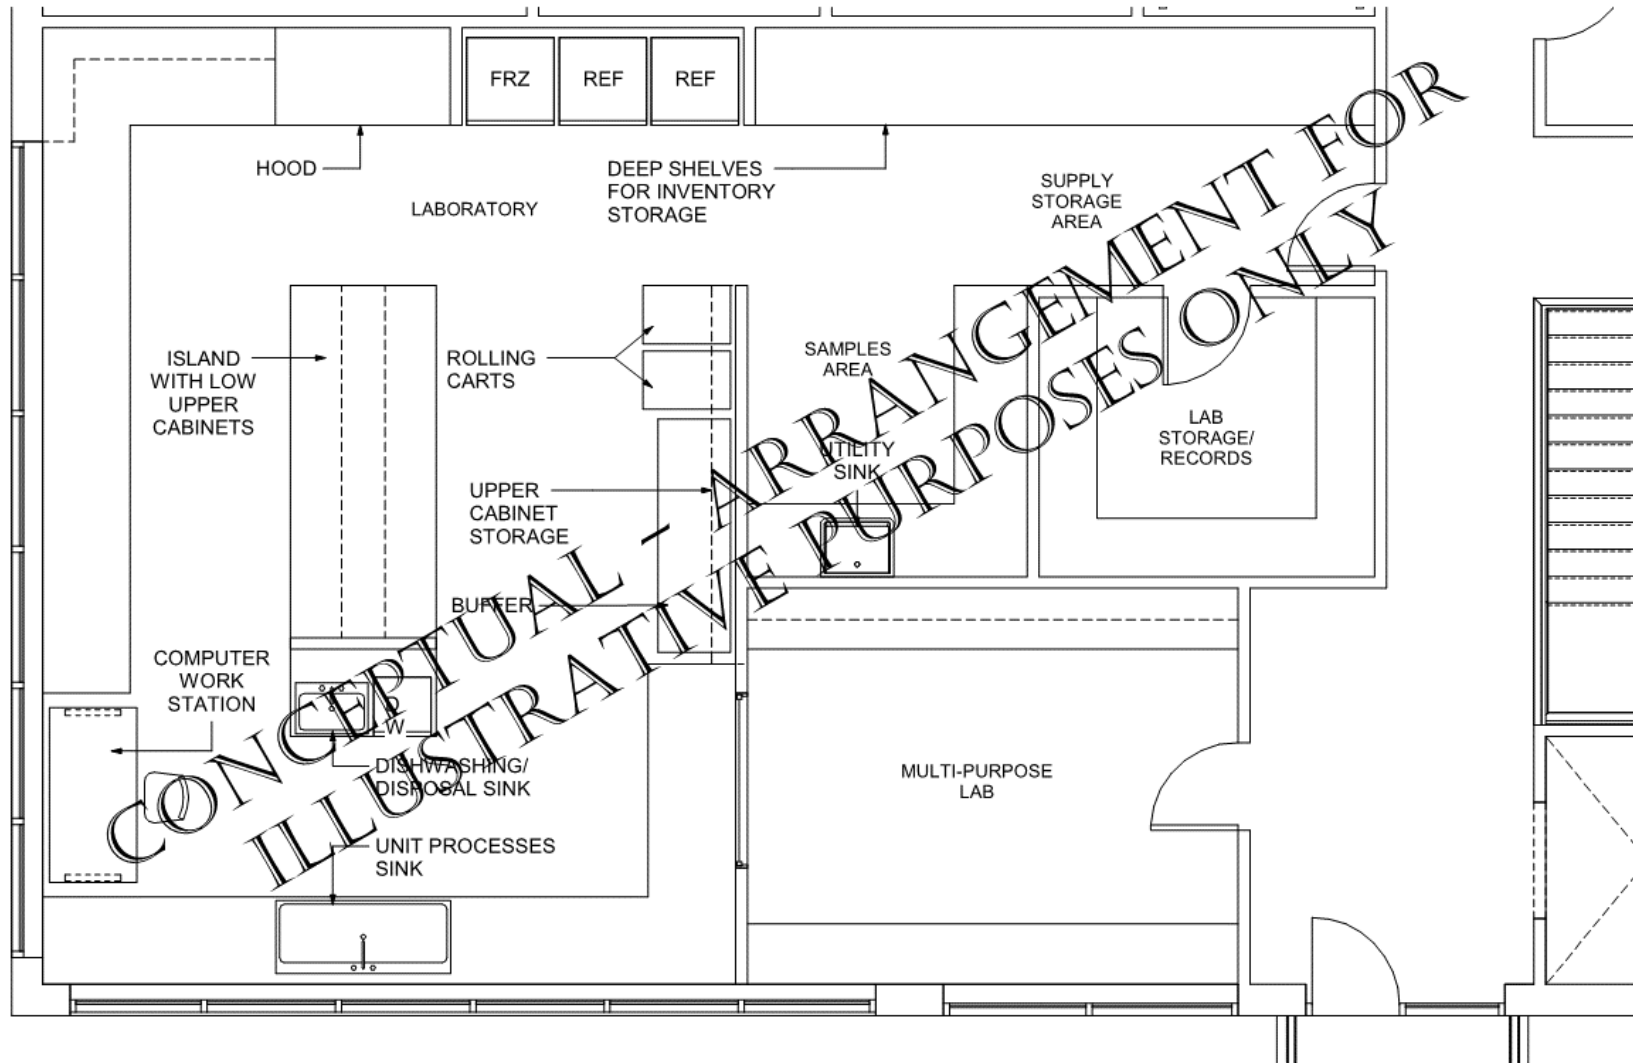 FRZ
REF
REF
HOOD
DEEP SHELVES
FOR INVENTORY
STORAGE
LABORATORY
SUPPLY
STORAGE
AREA
ISLAND
WITH LOW
UPPER
CABINETS
ROLLING
CARTS
SAMPLES
AREA
UTILITY
SINK
LAB
STORAGE/
RECORDS
UPPER
CABINET
STORAGE
BUFFER
COMPUTER
WORK
STATION
D
W
DISHWASHING/
DISPOSAL SINK
MULTI-PURPOSE
LAB
UNIT PROCESSES
SINK
CONCEPTUAL - ARRANGEMENT FOR
ILLUSTRATIVE PURPOSES ONLY